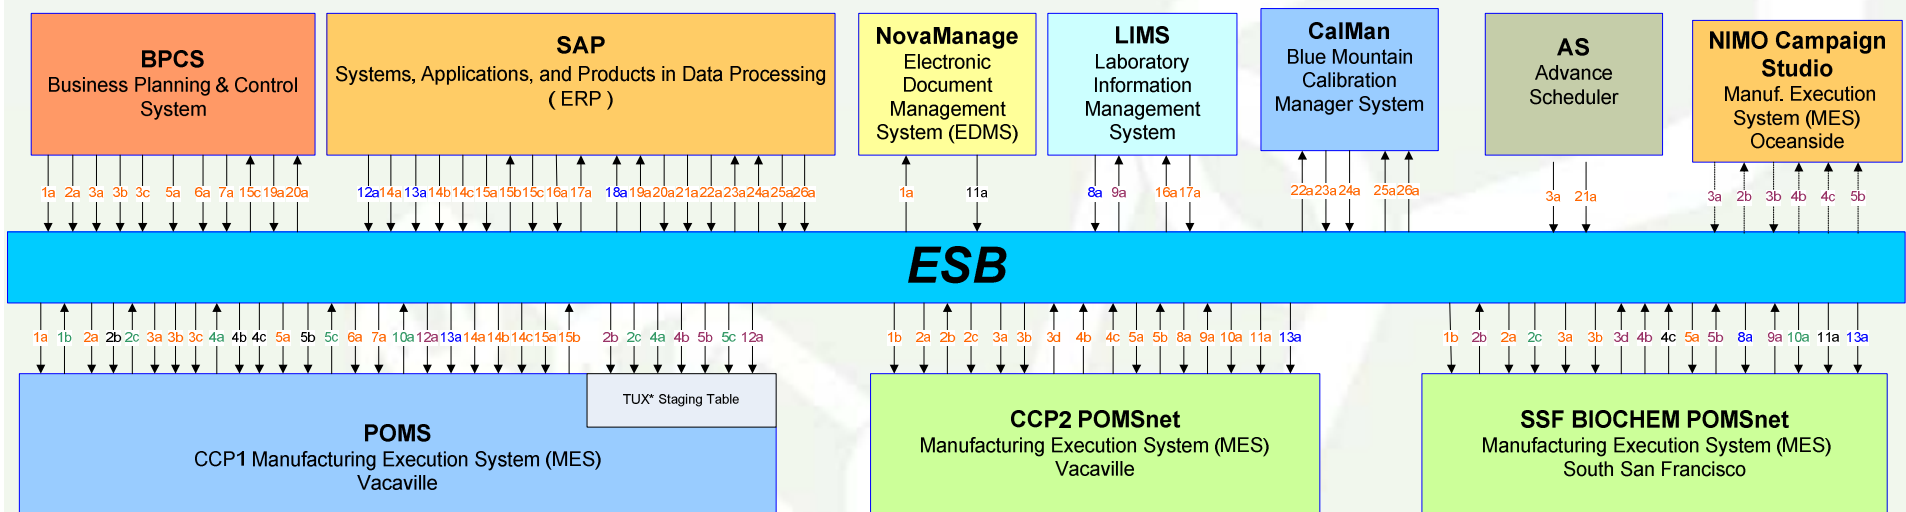 BPCS
Business Planning & Control
System
SAP
Systems, Applications, and Products in Data Processing
( ERP )
NovaManage
Electronic
Document
Management
System (EDMS)
LIMS
Laboratory
Information
Management
System
CalMan
Blue Mountain
Calibration
Manager System
AS
Advance
Scheduler
NIMO Campaign
Studio
Manuf. Execution
System (MES)
Oceanside
1a 2a 3a 3b 3c 5a 6a 7a 15c 19a 20a
12a 14a 13a 14b 14c 15a 15b 15c 16a 17a 18a 19a 20a 21a 22a 23a 24a 25a 26a
1a 11a
8a 9a 16a 17a
22a 23a 24a 25a 26a
3a 21a
3a 2b 3b 4b 4c 5b
ESB
1a 1b 2a 2b 2c 3a 3b 3c 4a 4b 4c 5a 5b 5c 6a 7a 10a 12a 13a 14a 14b 14c 15a 15b
2b 2c 4a 4b 5b 5c 12a
1b 2a 2b 2c 3a 3b 3d 4b 4c 5a 5b 8a 9a 10a 11a 13a
1b 2b 2a 2c 3a 3b 3d 4b 4c 5a 5b 8a 9a 10a 11a 13a
TUX* Staging Table
POMS
CCP1 Manufacturing Execution System (MES)
Vacaville
CCP2 POMSnet
Manufacturing Execution System (MES)
Vacaville
SSF BIOCHEM POMSnet
Manufacturing Execution System (MES)
South San Francisco